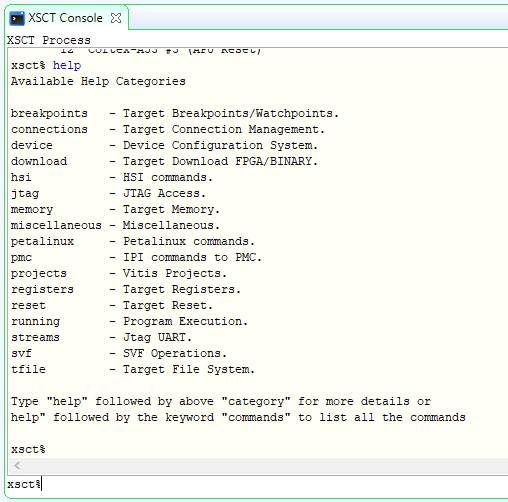 XSCT Console
XSCT Process
12 Cortex-A53 #3 (APU Reset)
xsct% help
Available Help Categories
breakpoints - Target Breakpoints/Watchpoints.
connections - Target Connection Management.
device - Device Configuration System.
download - Target Download FPGA/BINARY.
hsi - HSI commands.
jtag - JTAG Access.
memory - Target Memory.
miscellaneous - Miscellaneous.
petalinux - Petalinux commands.
pmc - IPI commands to PMC.
projects - Vitis Projects.
registers - Target Registers.
reset - Target Reset.
running - Program Execution.
streams - Jtag UART.
svf - SVF Operations.
tfile - Target File System.
Type "help" followed by above "category" for more details or
help" followed by the keyword "commands" to list all the commands
xsct%
xsct%